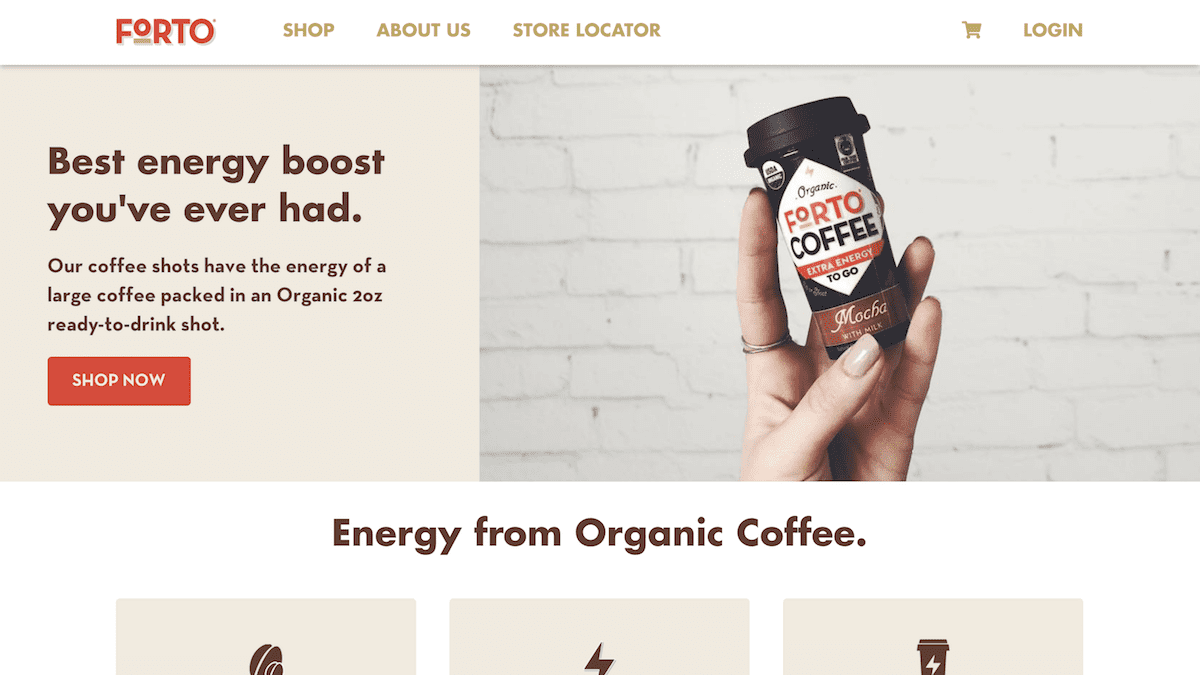 FORTO
SHOP
ABOUT US
STORE LOCATOR
LOGIN
Best energy boost
you've ever had.
Our coffee shots have the energy of a
large coffee packed in an Organic 2oz
ready-to-drink shot.
SHOP NOW
USDA
ORGANIC
Organic
FORTO
COFFEE
EXTRA ENERGY
TO GO
Mocha
WITH MILK
Energy from Organic Coffee.